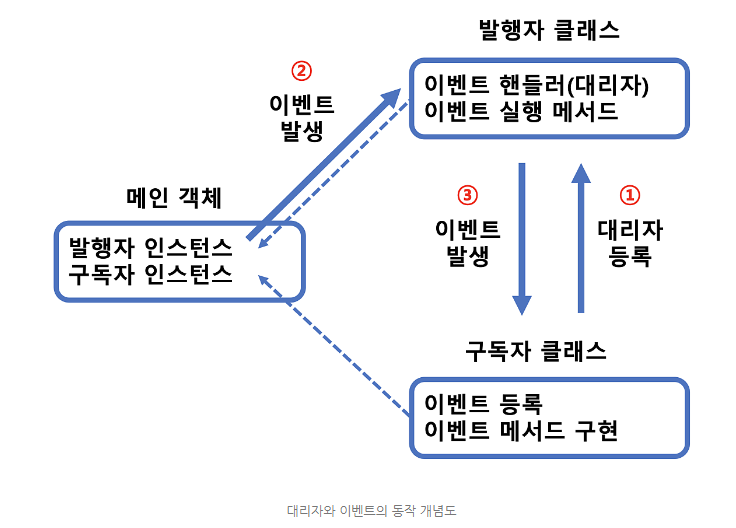 발행자 클래스
이벤트 핸들러(대리자)
이벤트 실행 메서드
②
이벤트
발생
메인 객체
발행자 인스턴스
구독자 인스턴스
③
이벤트
발생
①
대리자
등록
구독자 클래스
이벤트 등록
이벤트 메서드 구현
대리자와 이벤트의 동작 개념도